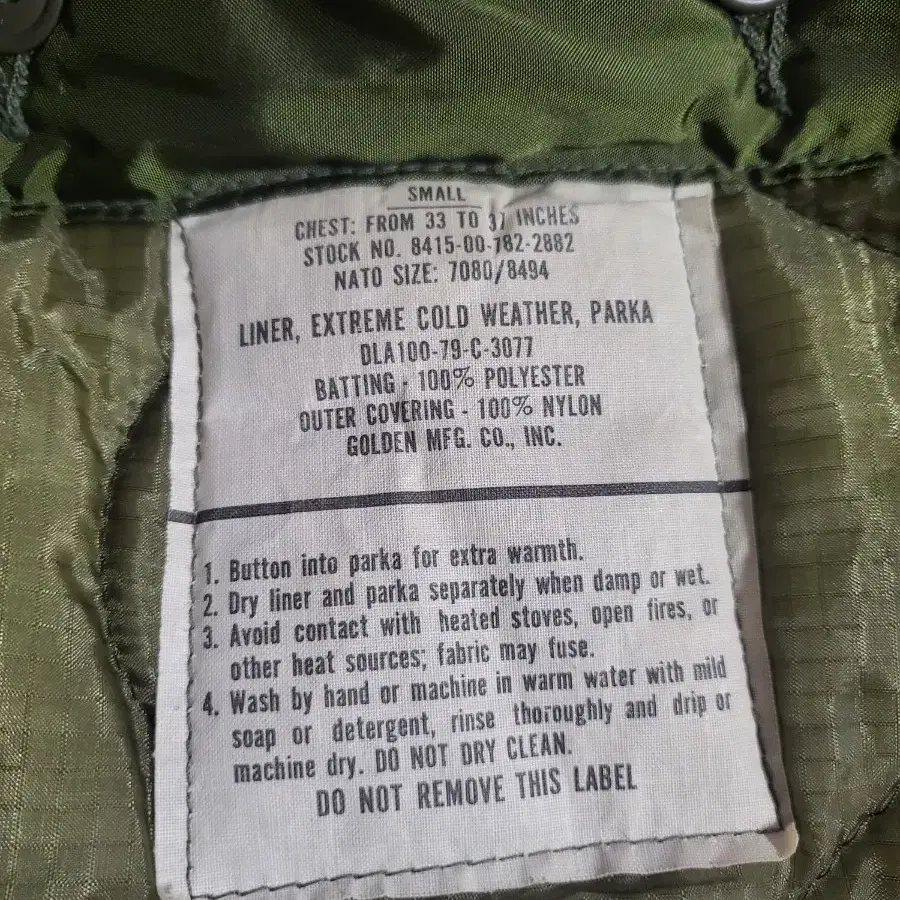 SMALL
CHEST: FROM 33 TO 37 INCHES
STOCK NO. 8415-00-782-2882
NATO SIZE: 7080/8494
LINER, EXTREME COLD WEATHER, PARKA
DLA100-79-C-3077
BATTING - 100% POLYESTER
OUTER COVERING - 100% NYLON
GOLDEN MFG. CO., INC.
1. Button into parka for extra warmth.
2. Dry liner and parka separately when damp or wet.
3. Avoid contact with heated stoves, open fires, or
other heat sources; fabric may fuse.
4. Wash by hand or machine in warm water with mild
soap or detergent, rinse thoroughly and drip or
machine dry. DO NOT DRY CLEAN.
DO NOT REMOVE THIS LABEL